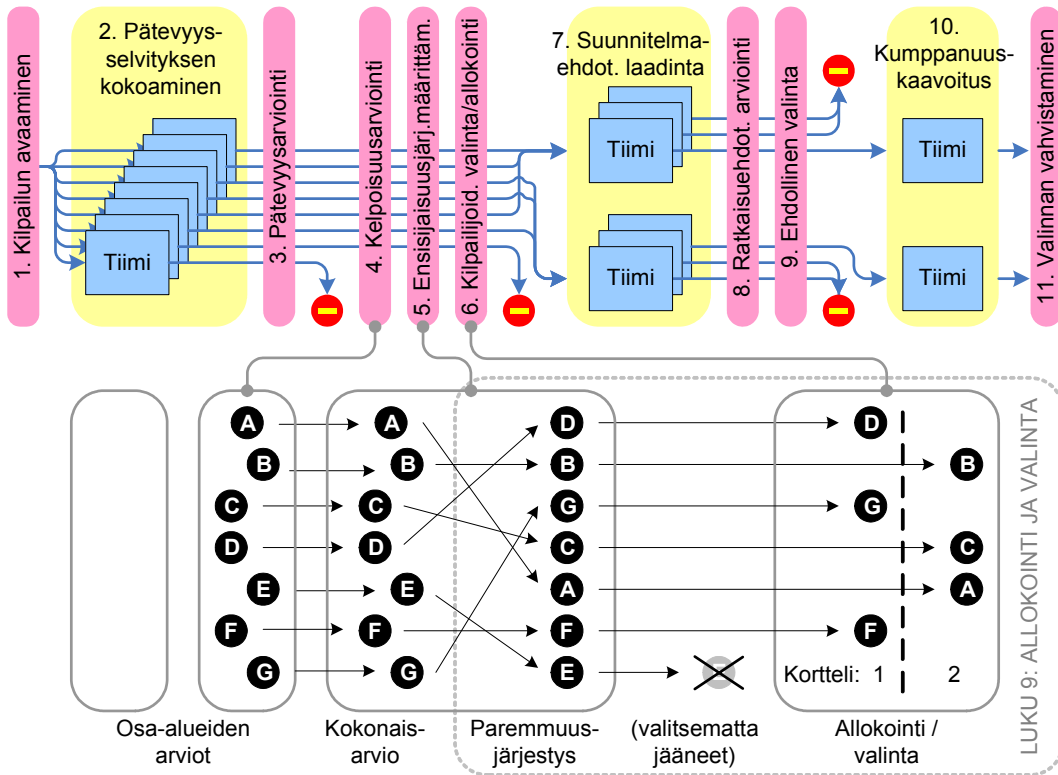 1. Kilpailun avaaminen
2. Pätevyys-
selvityksen
kokoaminen
Tiimi
3. Pätevyysarviointi
4. Kelpoisuusarviointi
5. Ensisijaisuusjärj.määrittäm.
6. Kilpailijoid. valinta/allokointi
7. Suunnitelma-
ehdot. laadinta
Tiimi
Tiimi
8. Ratkaisuehdot. arviointi
9. Ehdollinen valinta
10.
Kumppanuus-
kaavoitus
Tiimi
Tiimi
11. Valinnan vahvistaminen
A A D D
B B B B
C C G G
D D C C
E E A A
F F F F
G G E
Kortteli: 1 2
Osa-alueiden
arviot
Kokonais-
arvio
Paremmuus-
järjestys
(valitsematta
jääneet)
Allokointi /
valinta
LUKU 9: ALLOKOINTI JA VALINTA